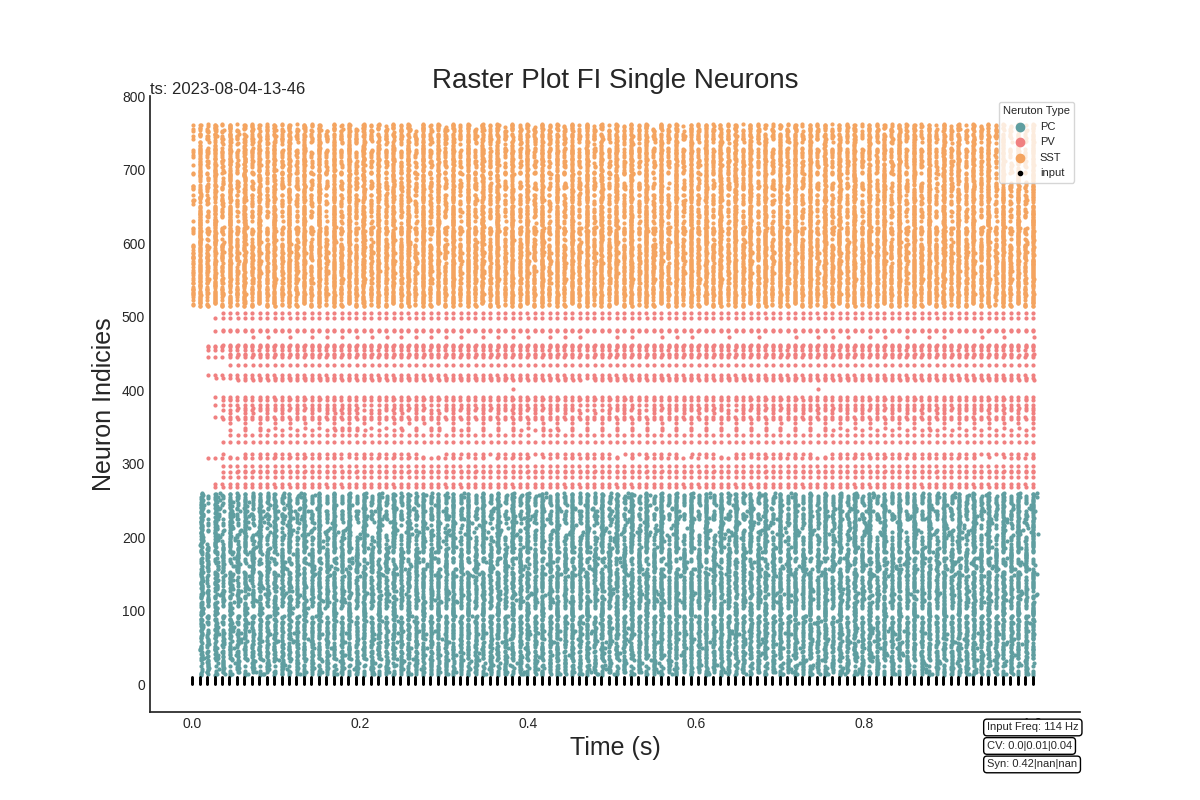 Raster Plot FI Single Neurons
ts: 2023-08-04-13-46
Neruton Type
PC
PV
SST
input
Neuron Indicies
800
700
600
500
400
300
200
100
0
0.0 0.2 0.4 0.6 0.8
Time (s)
Input Freq: 114 Hz
CV: 0.0|0.01|0.04
Syn: 0.42|nan|nan